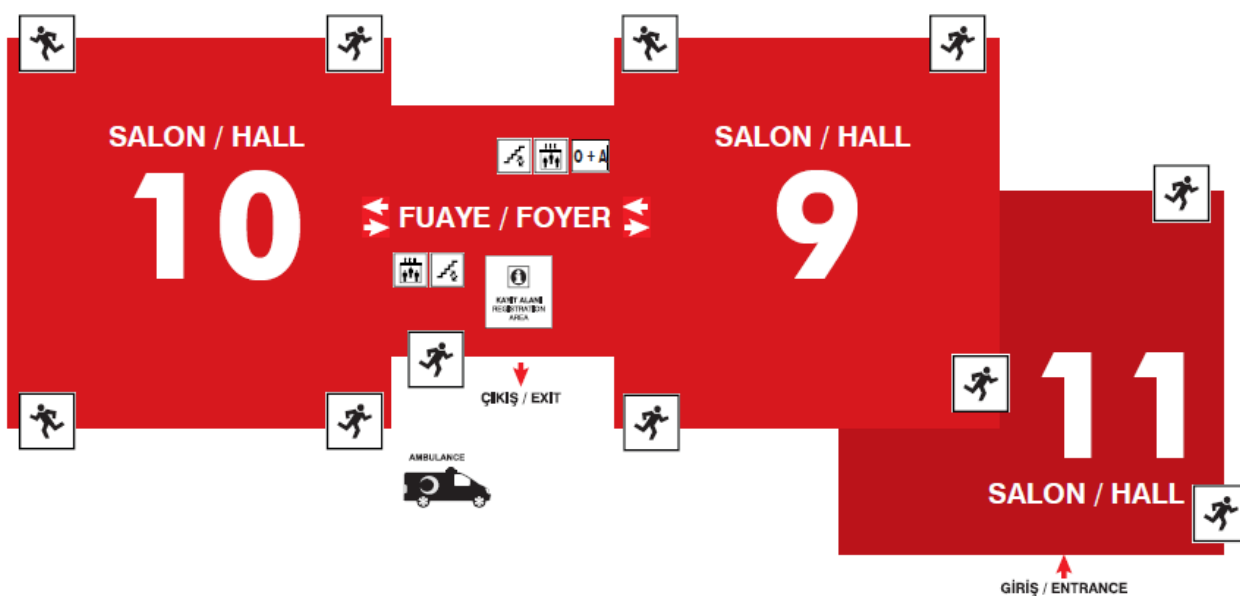 SALON / HALL
10
SALON / HALL
9
O + A
FUAYE / FOYER
KAYIT ALANI
REGISTRATION
AREA
ÇIKIŞ / EXIT
AMBULANCE
11
SALON / HALL
GİRİŞ / ENTRANCE